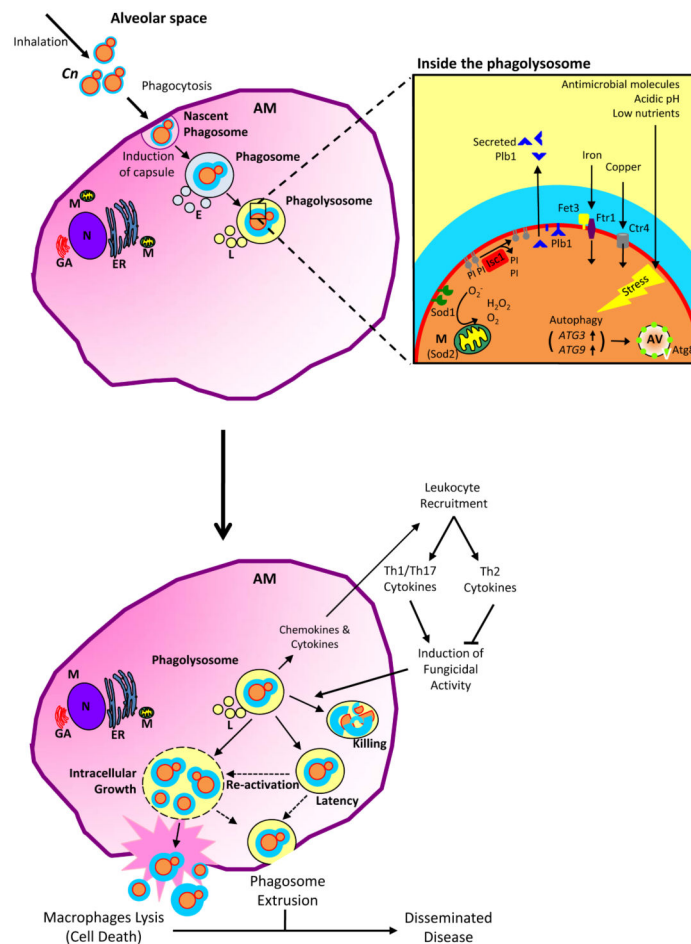 Alveolar space
Inhalation
Cn
Phagocytosis
AM
Nascent
Phagosome
Induction
of capsule
Phagosome
E
Phagolysosome
L
M
N
GA
ER
M
Inside the phagolysosome
Antimicrobial molecules
Acidic pH
Low nutrients
Secreted
Plb1
Iron
Copper
Fet3
Ftr1
Ctr4
Plb1
Isc1
PI PI
PI
PI
Stress
Sod1
O2-
H2O2
O2
M
(Sod2)
Autophagy
ATG3
ATG9
AV
Atg8
Leukocyte
Recruitment
Th1/Th17
Cytokines
Th2
Cytokines
Induction of
Fungicidal
Activity
AM
Chemokines &
Cytokines
Phagolysosome
M
N
GA
ER
M
L
Killing
Intracellular
Growth
Re-activation
Latency
Phagosome
Extrusion
Macrophages Lysis
(Cell Death)
Disseminated
Disease